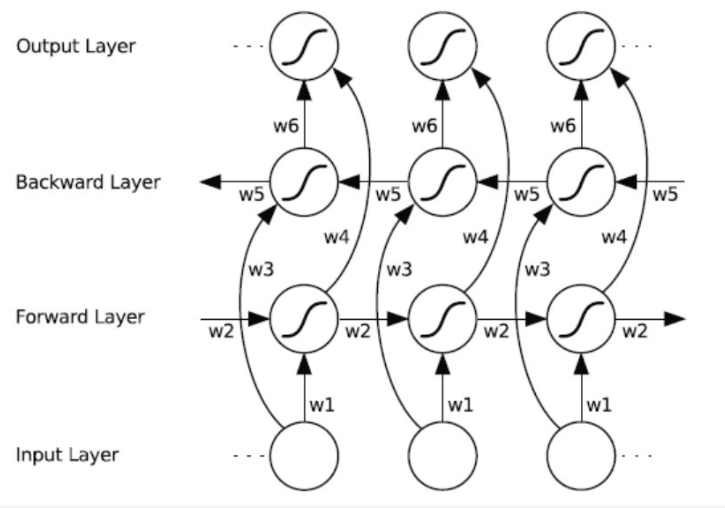 Output Layer
w6 w6 w6
Backward Layer
w5 w5 w5 w5
w4 w4 w4
w3 w3 w3
Forward Layer
w2 w2 w2 w2
w1 w1 w1
Input Layer